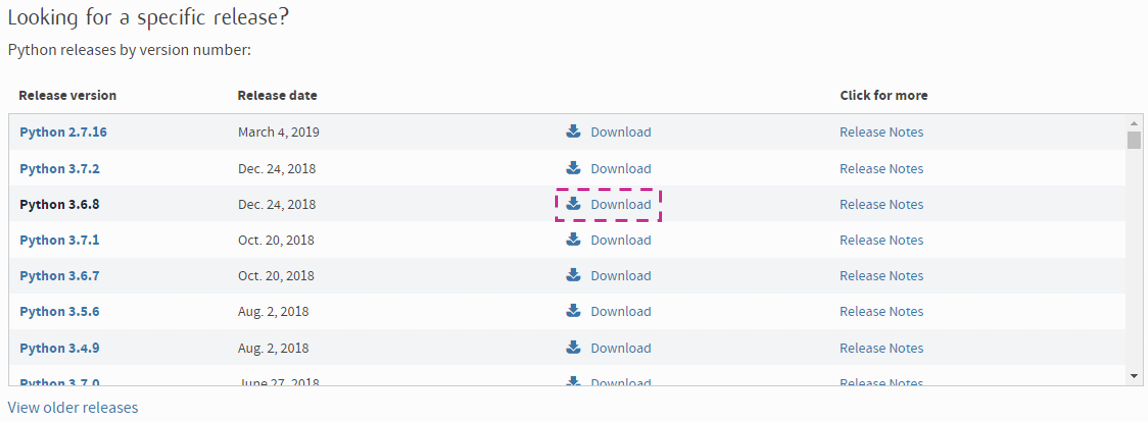 Looking for a specific release?
Python releases by version number:
Release version Release date Click for more
Python 2.7.16 March 4, 2019 Download Release Notes
Python 3.7.2 Dec. 24, 2018 Download Release Notes
Python 3.6.8 Dec. 24, 2018 Download Release Notes
Python 3.7.1 Oct. 20, 2018 Download Release Notes
Python 3.6.7 Oct. 20, 2018 Download Release Notes
Python 3.5.6 Aug. 2, 2018 Download Release Notes
Python 3.4.9 Aug. 2, 2018 Download Release Notes
Python 3.7.0 June 27, 2018 Download Release Notes
View older releases